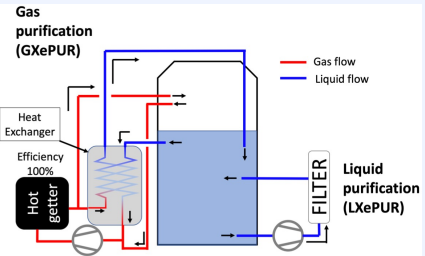 Gas
purification
(GXePUR)
Gas flow
Liquid flow
Heat
Exchanger
Efficiency
100%
Hot
getter
FILTER
Liquid
purification
(LXePUR)